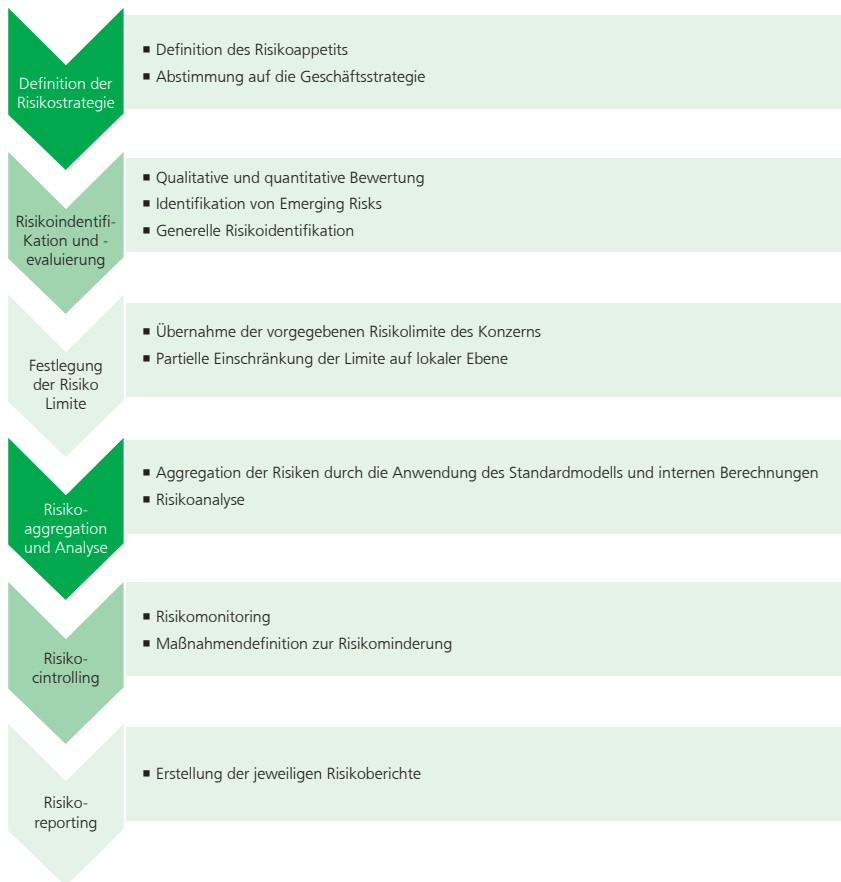 Definition der
Risikostrategie
■ Definition des Risikoappetits
■ Abstimmung auf die Geschäftsstrategie
Risikoindentifi-
Kation und -
evaluierung
■ Qualitative und quantitative Bewertung
■ Identifikation von Emerging Risks
■ Generelle Risikoidentifikation
Festlegung
der Risiko
Limite
■ Übernahme der vorgegebenen Risikolimite des Konzerns
■ Partielle Einschränkung der Limite auf lokaler Ebene
Risiko-
aggregation
und Analyse
■ Aggregation der Risiken durch die Anwendung des Standardmodells und internen Berechnungen
■ Risikoanalyse
Risiko-
cintrolling
■ Risikomonitoring
■ Maßnahmendefinition zur Risikominderung
Risiko-
reporting
■ Erstellung der jeweiligen Risikoberichte